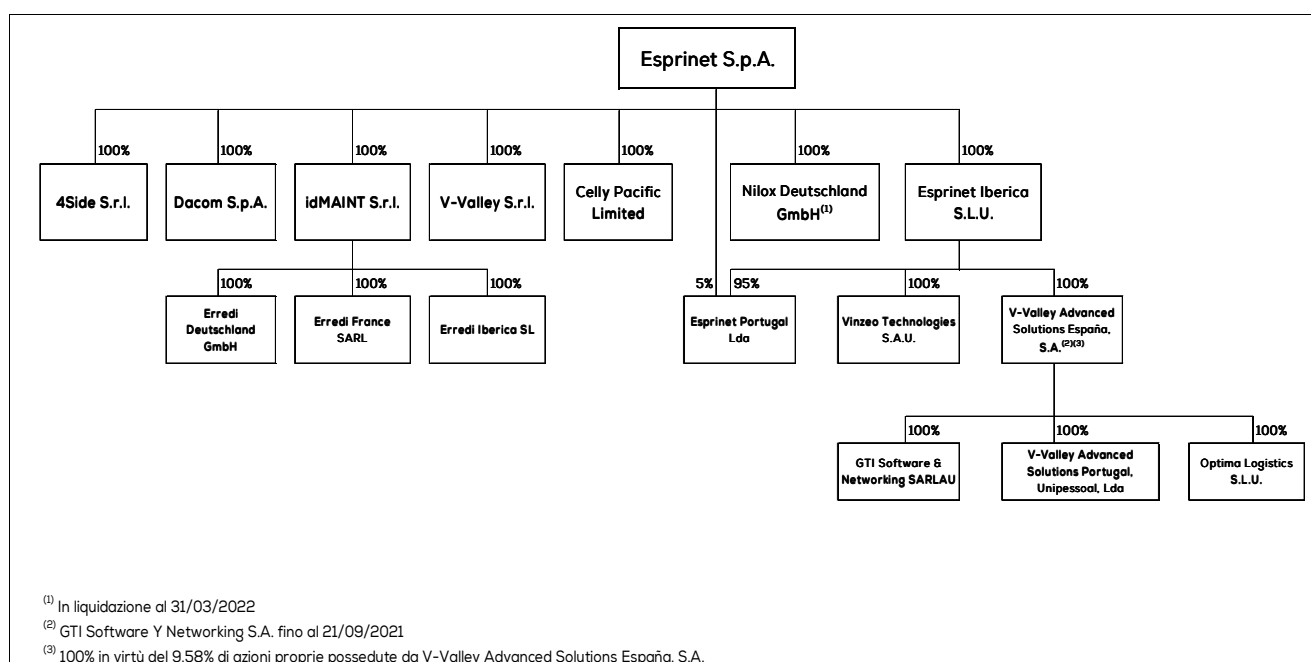 Esprinet S.p.A.
100%
100%
100%
100%
100%
100%
100%
4Side S.r.l.
Dacom S.p.A.
idMAINT S.r.l.
V-Valley S.r.l.
Celly Pacific
Limited
Nilox Deutschland
GmbH(1)
Esprinet Iberica
S.L.U.
100%
100%
100%
5%
95%
100%
100%
Erredi
Deutschland
GmbH
Erredi France
SARL
Erredi Iberica SL
Esprinet Portugal
Lda
Vinzeo Technologies
S.A.U.
V-Valley Advanced
Solutions España,
S.A.(2)(3)
100%
100%
100%
GTI Software &
Networking SARLAU
V-Valley Advanced
Solutions Portugal,
Unipessoal, Lda
Optima Logistics
S.L.U.
(1) In liquidazione al 31/03/2022
(2) GTI Software Y Networking S.A. fino al 21/09/2021
(3) 100% in virtù del 9,58% di azioni proprie possedute da V-Valley Advanced Solutions España, S.A.